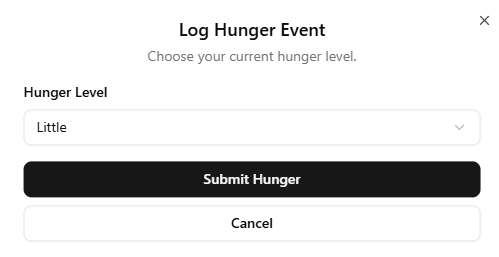 Log Hunger Event
Choose your current hunger level.
Hunger Level
Little
Submit Hunger
Cancel